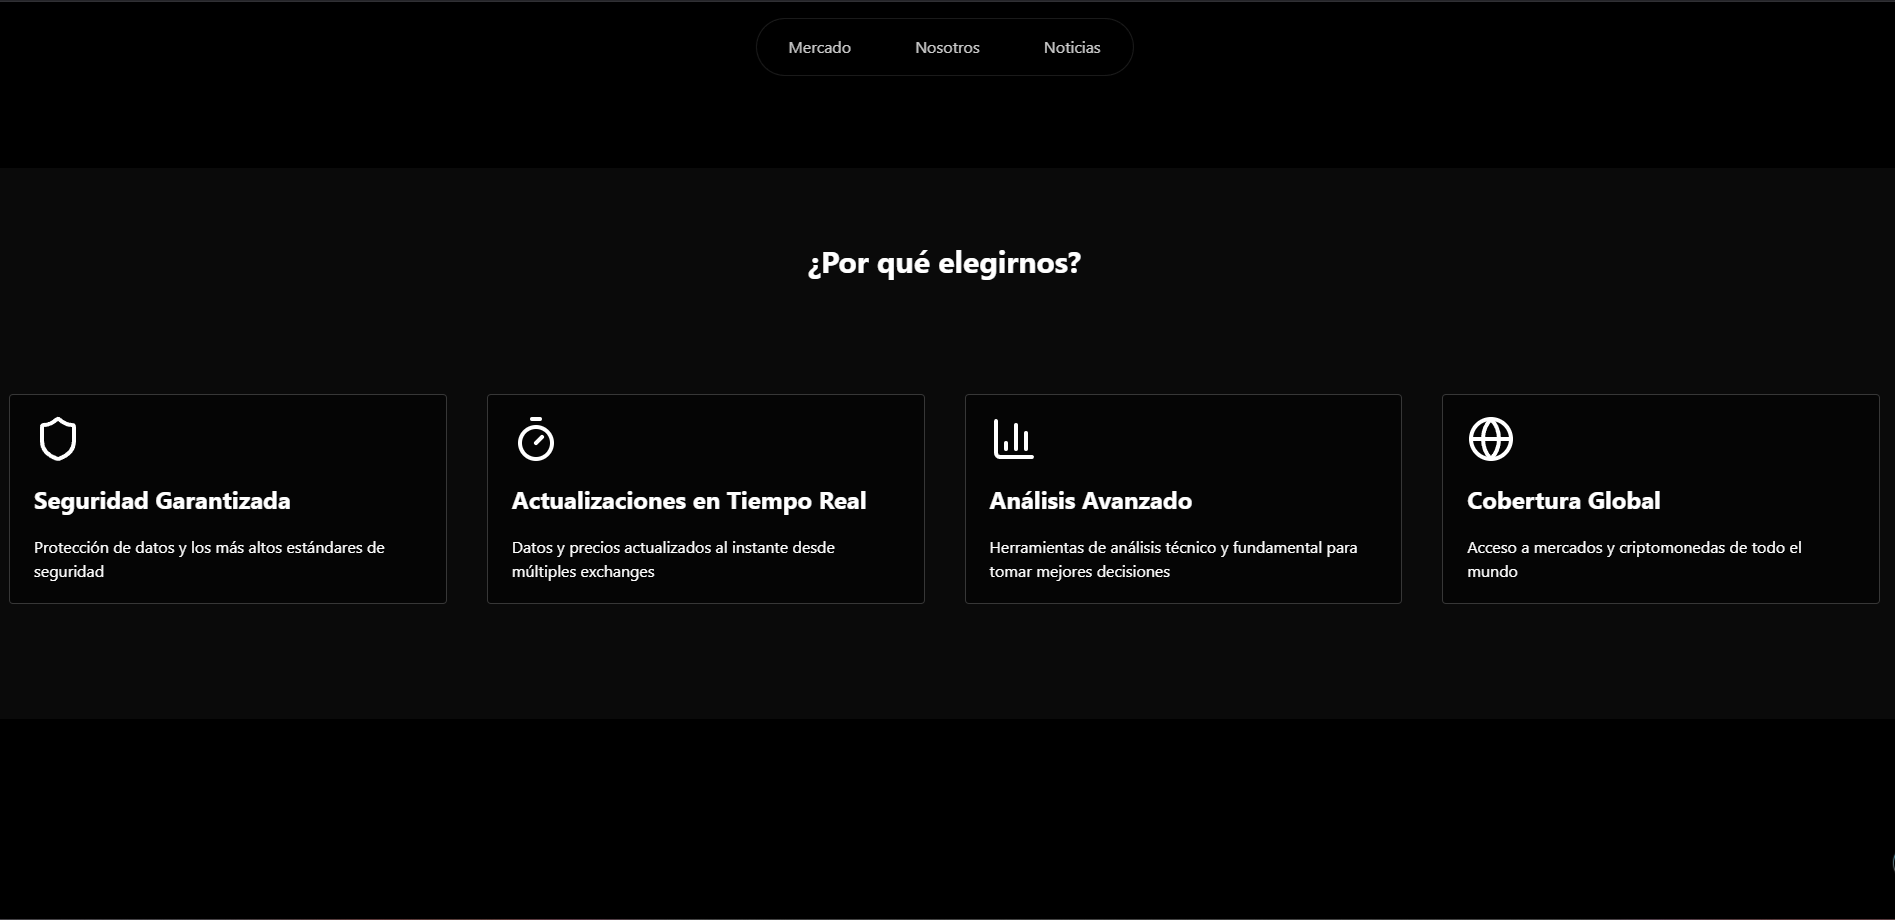 Mercado Nosotros Noticias
¿Por qué elegirnos?
Seguridad Garantizada
Protección de datos y los más altos estándares de
seguridad
Actualizaciones en Tiempo Real
Datos y precios actualizados al instante desde
múltiples exchanges
Análisis Avanzado
Herramientas de análisis técnico y fundamental para
tomar mejores decisiones
Cobertura Global
Acceso a mercados y criptomonedas de todo el
mundo